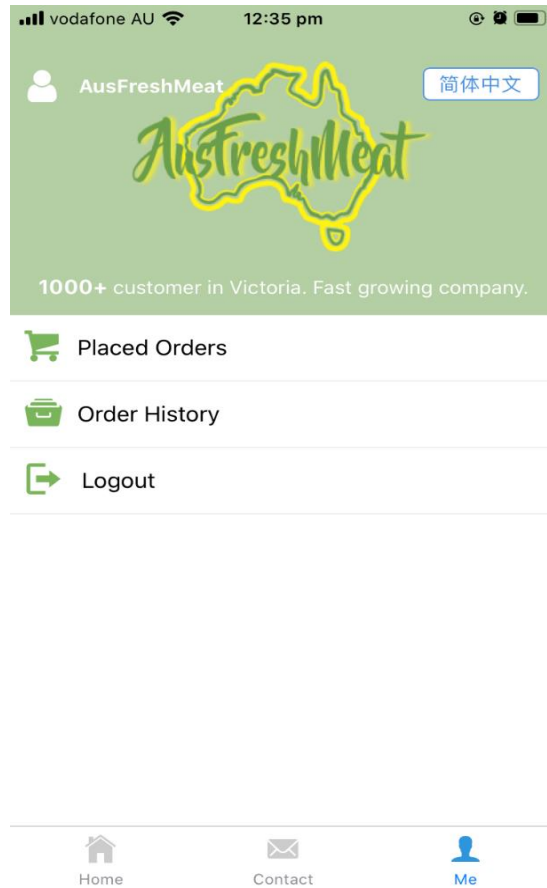 vodafone AU 12:35 pm
AusFreshMeat 简体中文
AusFreshMeat
1000+ customer in Victoria. Fast growing company.
Placed Orders
Order History
Logout
Home Contact Me